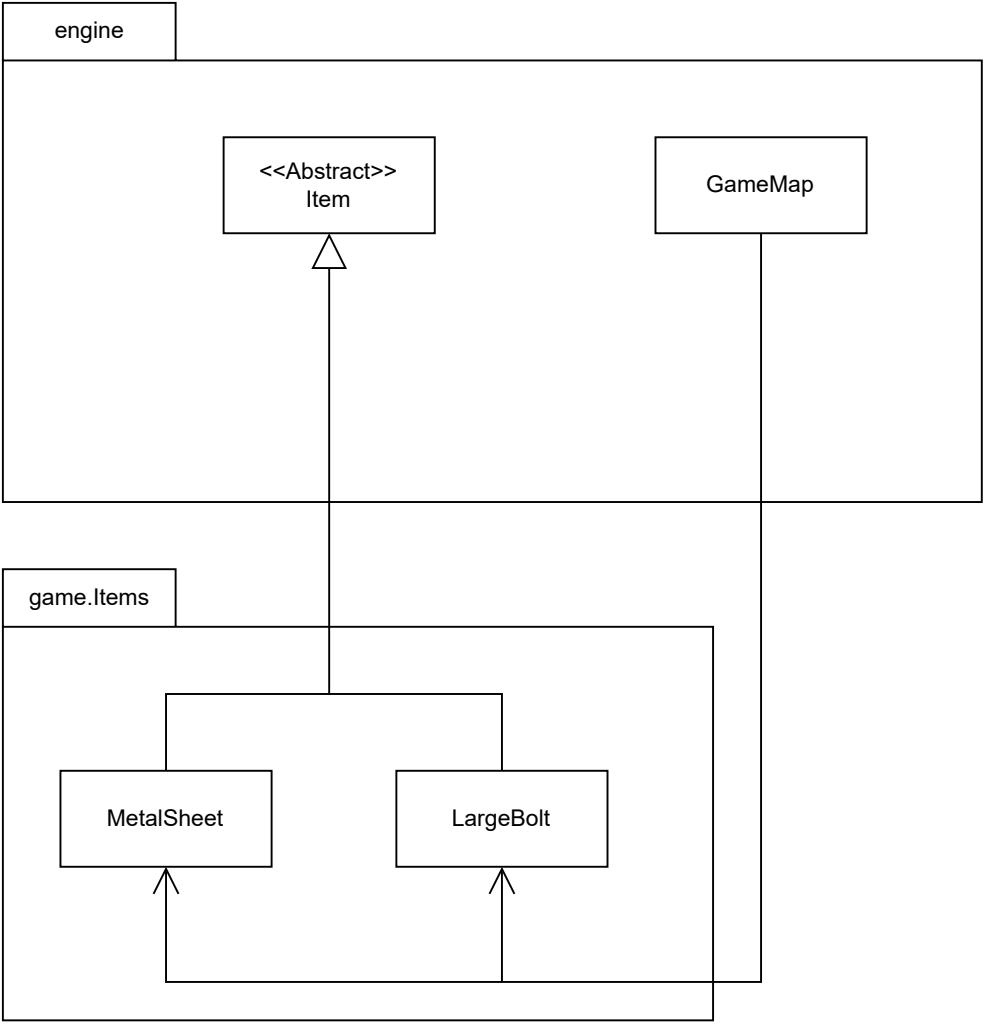 engine
<<Abstract>>
Item
GameMap
game.Items
MetalSheet
LargeBolt